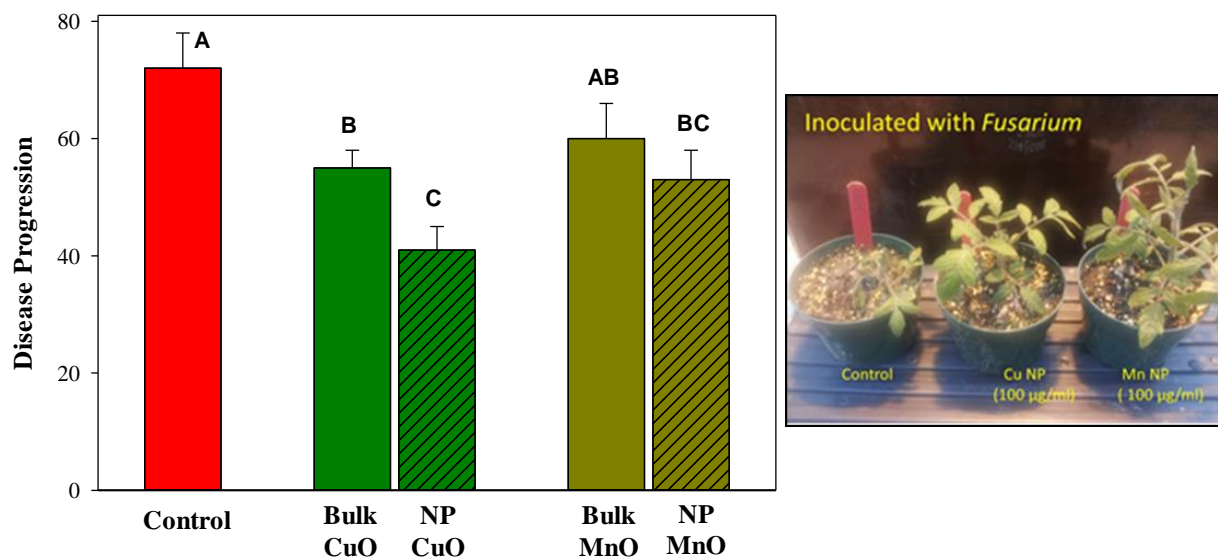 Disease Progression
80
60
40
20
0
A
B
C
AB
BC
Control
Bulk
CuO
NP
CuO
Bulk
MnO
NP
MnO
Inoculated with Fusarium
Control
Cu NP
(100 µg/ml)
Mn NP
( 100 µg/ml)